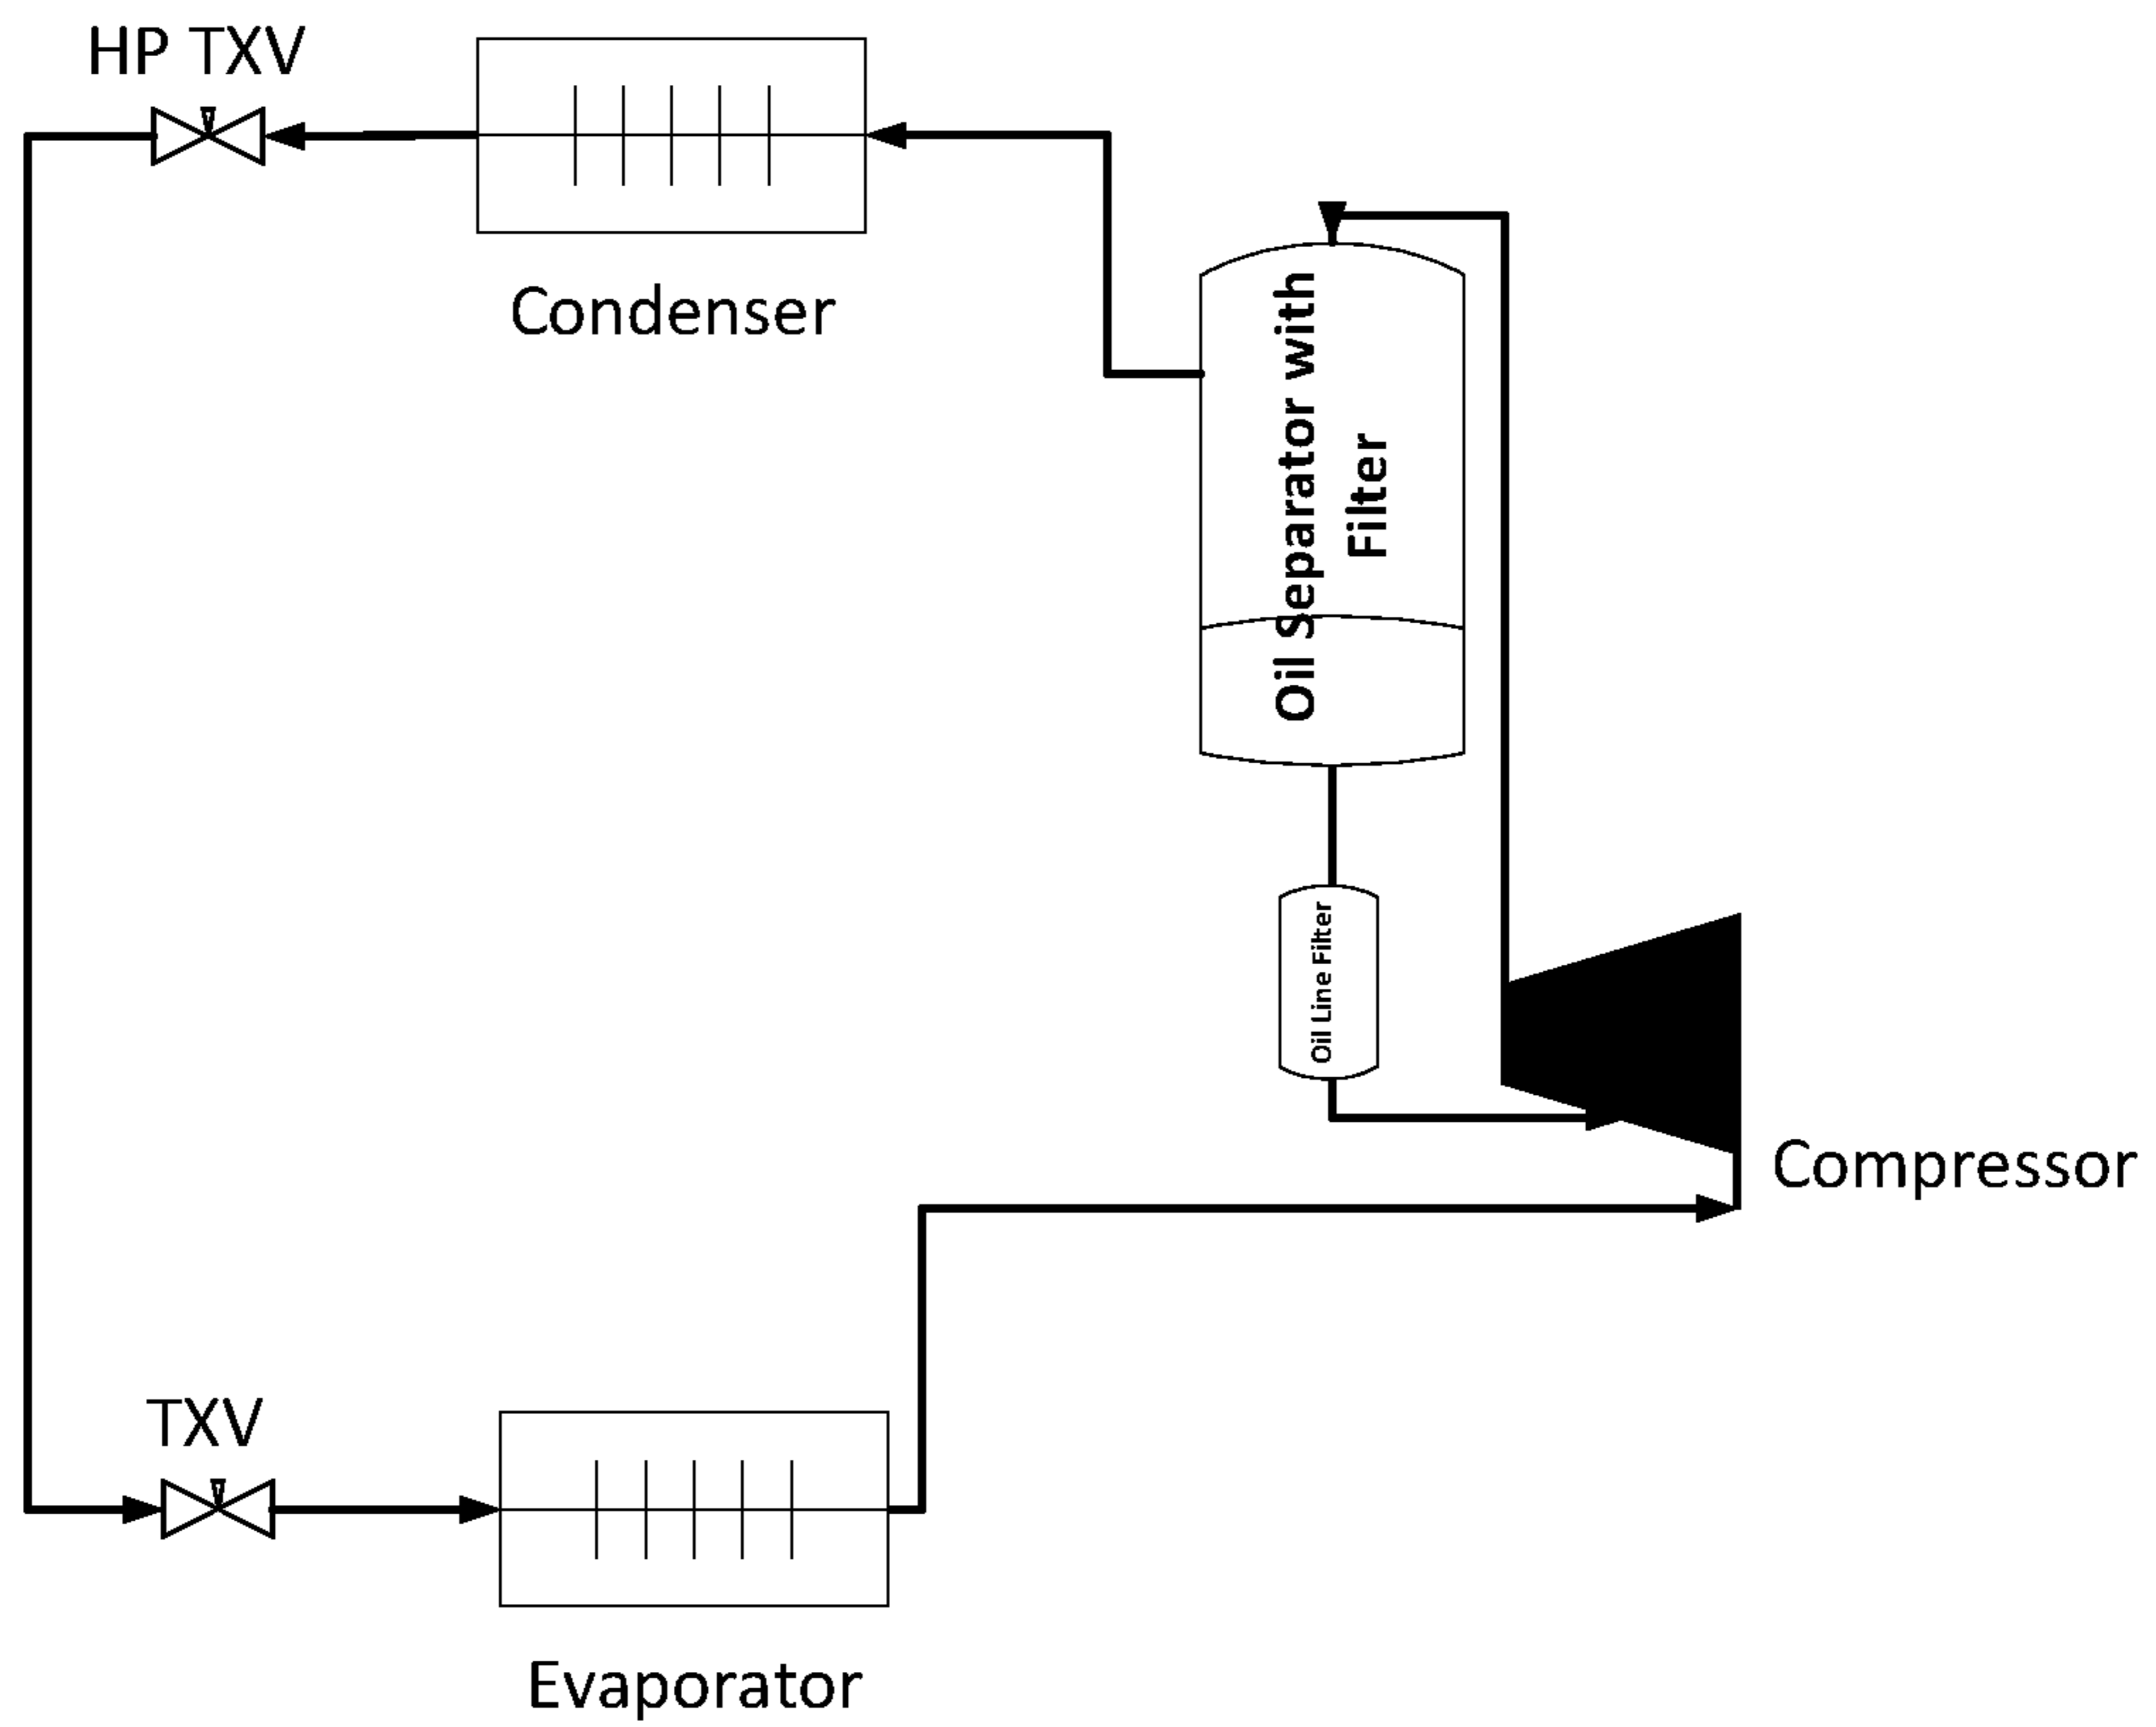 HP TXV
Condenser
Oil Separator with
Filter
Oil Line Filter
Compressor
TXV
Evaporator